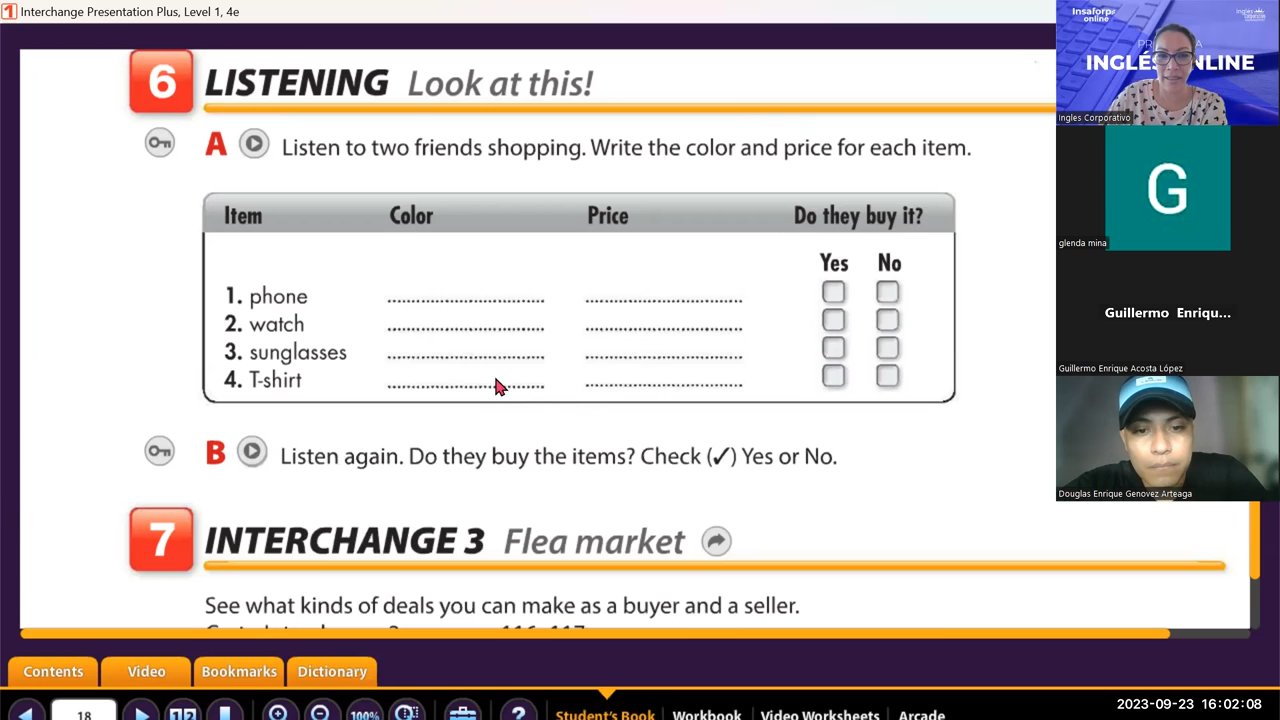 Interchange Presentation Plus, Level 1, 4e
6 LISTENING Look at this!
A Listen to two friends shopping. Write the color and price for each item.
Item Color Price Do they buy it?
Yes No
1. phone
2. watch
3. sunglasses
4. T-shirt
B Listen again. Do they buy the items? Check (✓) Yes or No.
7 INTERCHANGE 3 Flea market
See what kinds of deals you can make as a buyer and a seller.
Contents Video Bookmarks Dictionary
18 1 2 100% ? Student's Book Workbook Video Worksheets Arcade
Insaforp online
INGLÉS ONLINE
Ingles Corporativo
G
glenda mina
Guillermo Enriqu...
Guillermo Enrique Acosta López
Douglas Enrique Genovez Arteaga
2023-09-23 16:02:08